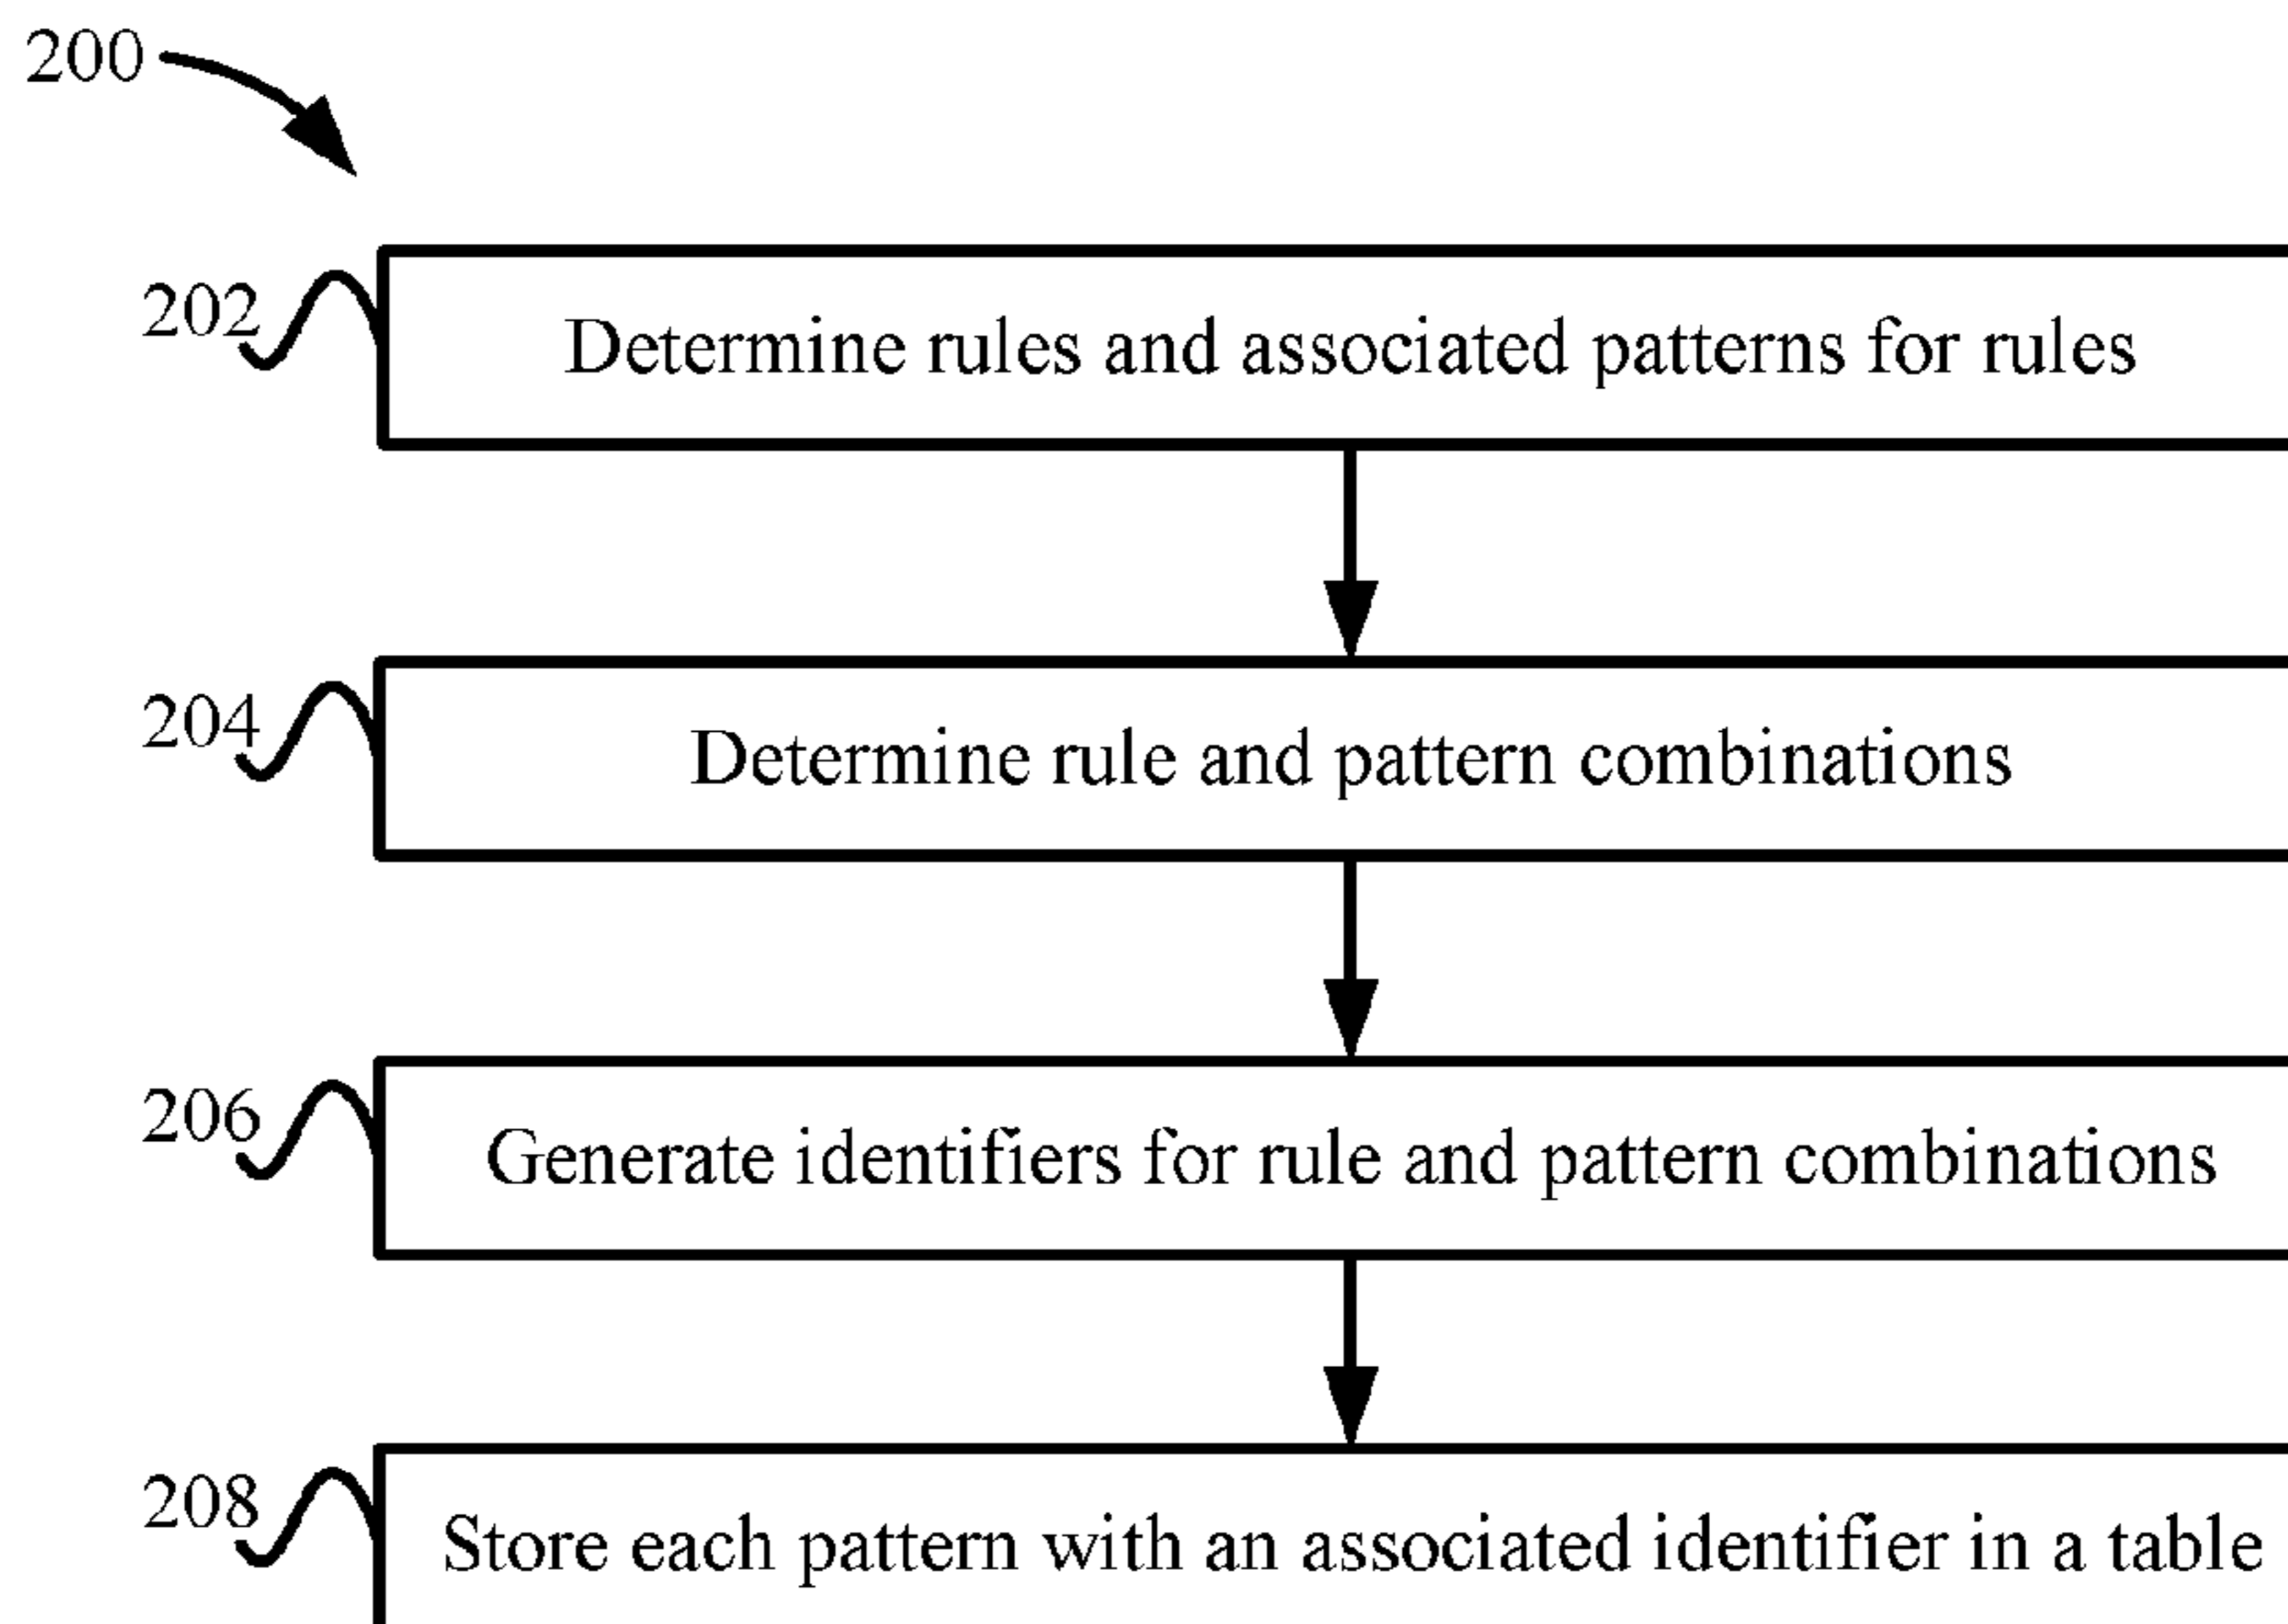 200
202
Determine rules and associated patterns for rules
204
Determine rule and pattern combinations
206
Generate identifiers for rule and pattern combinations
208
Store each pattern with an associated identifier in a table